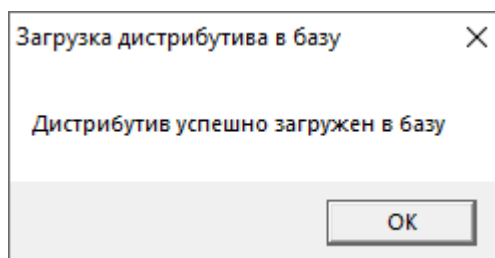 Загрузка дистрибутива в базу
Дистрибутив успешно загружен в базу
OK